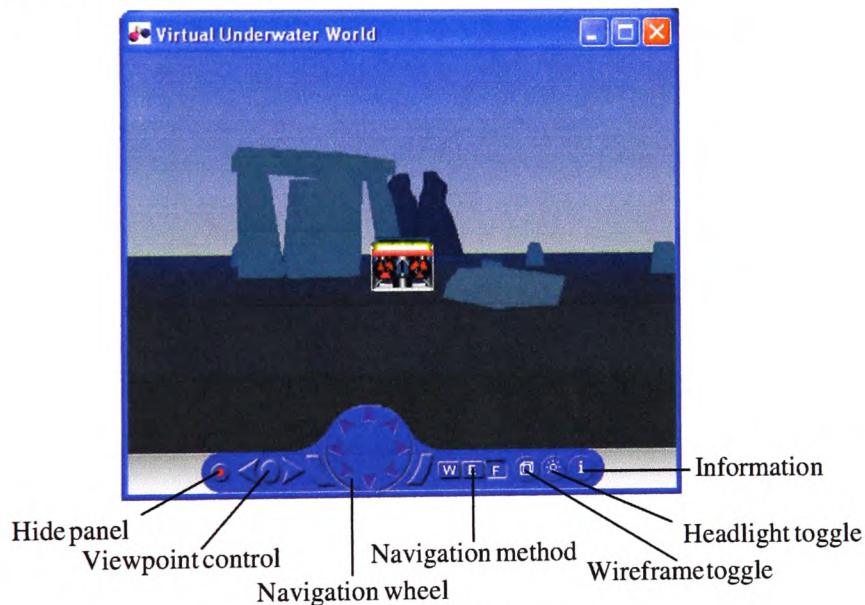 Virtual Underwater World
W E F i
Information
Hide panel
Viewpoint control
Navigation wheel
Navigation method
Wireframe toggle
Headlight toggle